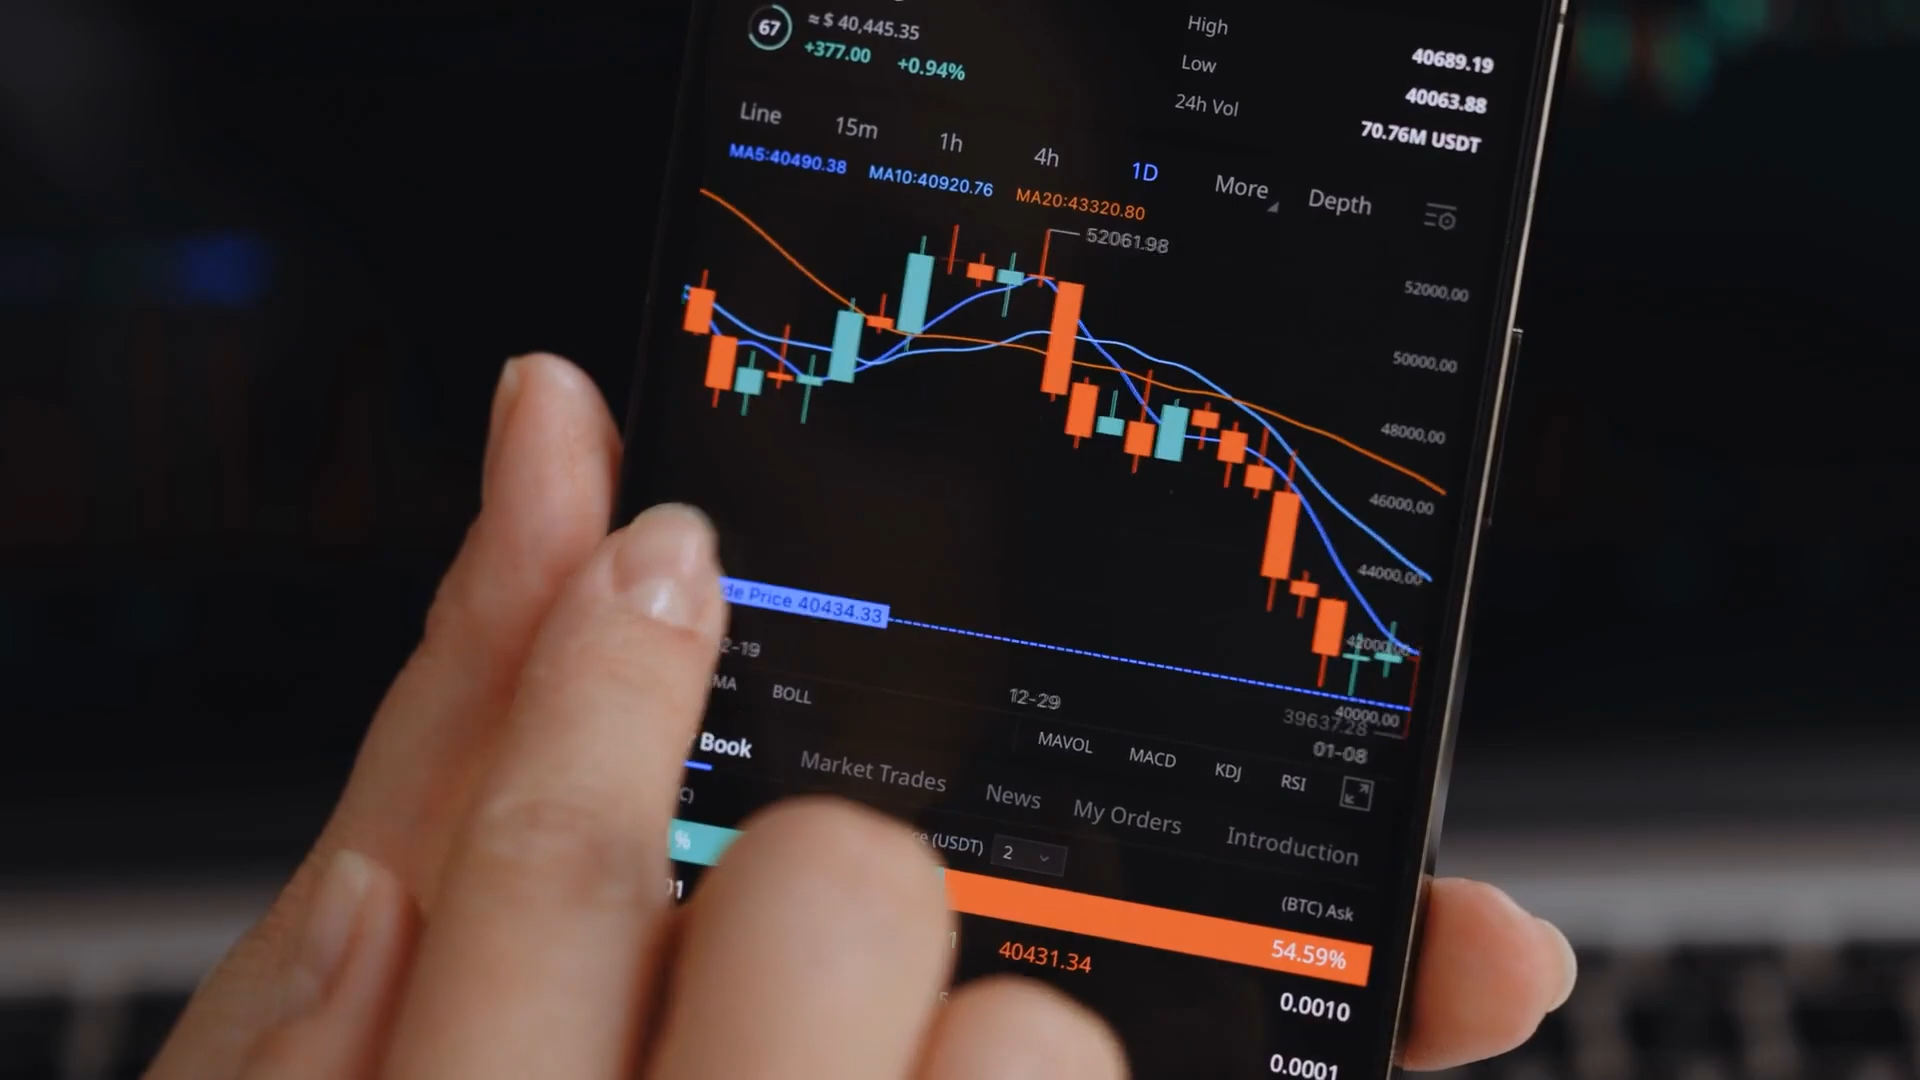 67
≈ $ 40,445.35
+377.00 +0.94%
High 40689.19
Low 40063.88
24h Vol 70.76M USDT
Line 15m 1h 4h 1D More Depth
MA5:40490.38 MA10:40920.76 MA20:43320.80
52061.98
52000,00
50000,00
48000,00
46000,00
44000,00
42000,00
de Price 40434.33
40000,00
39637.28
2-19 12-29 01-08
MA BOLL MAVOL MACD KDJ RSI
Book Market Trades News My Orders Introduction
C) ce (USDT) 2 (BTC) Ask
% 54.59%
01 1 40431.34 0.0010
5 0.0001